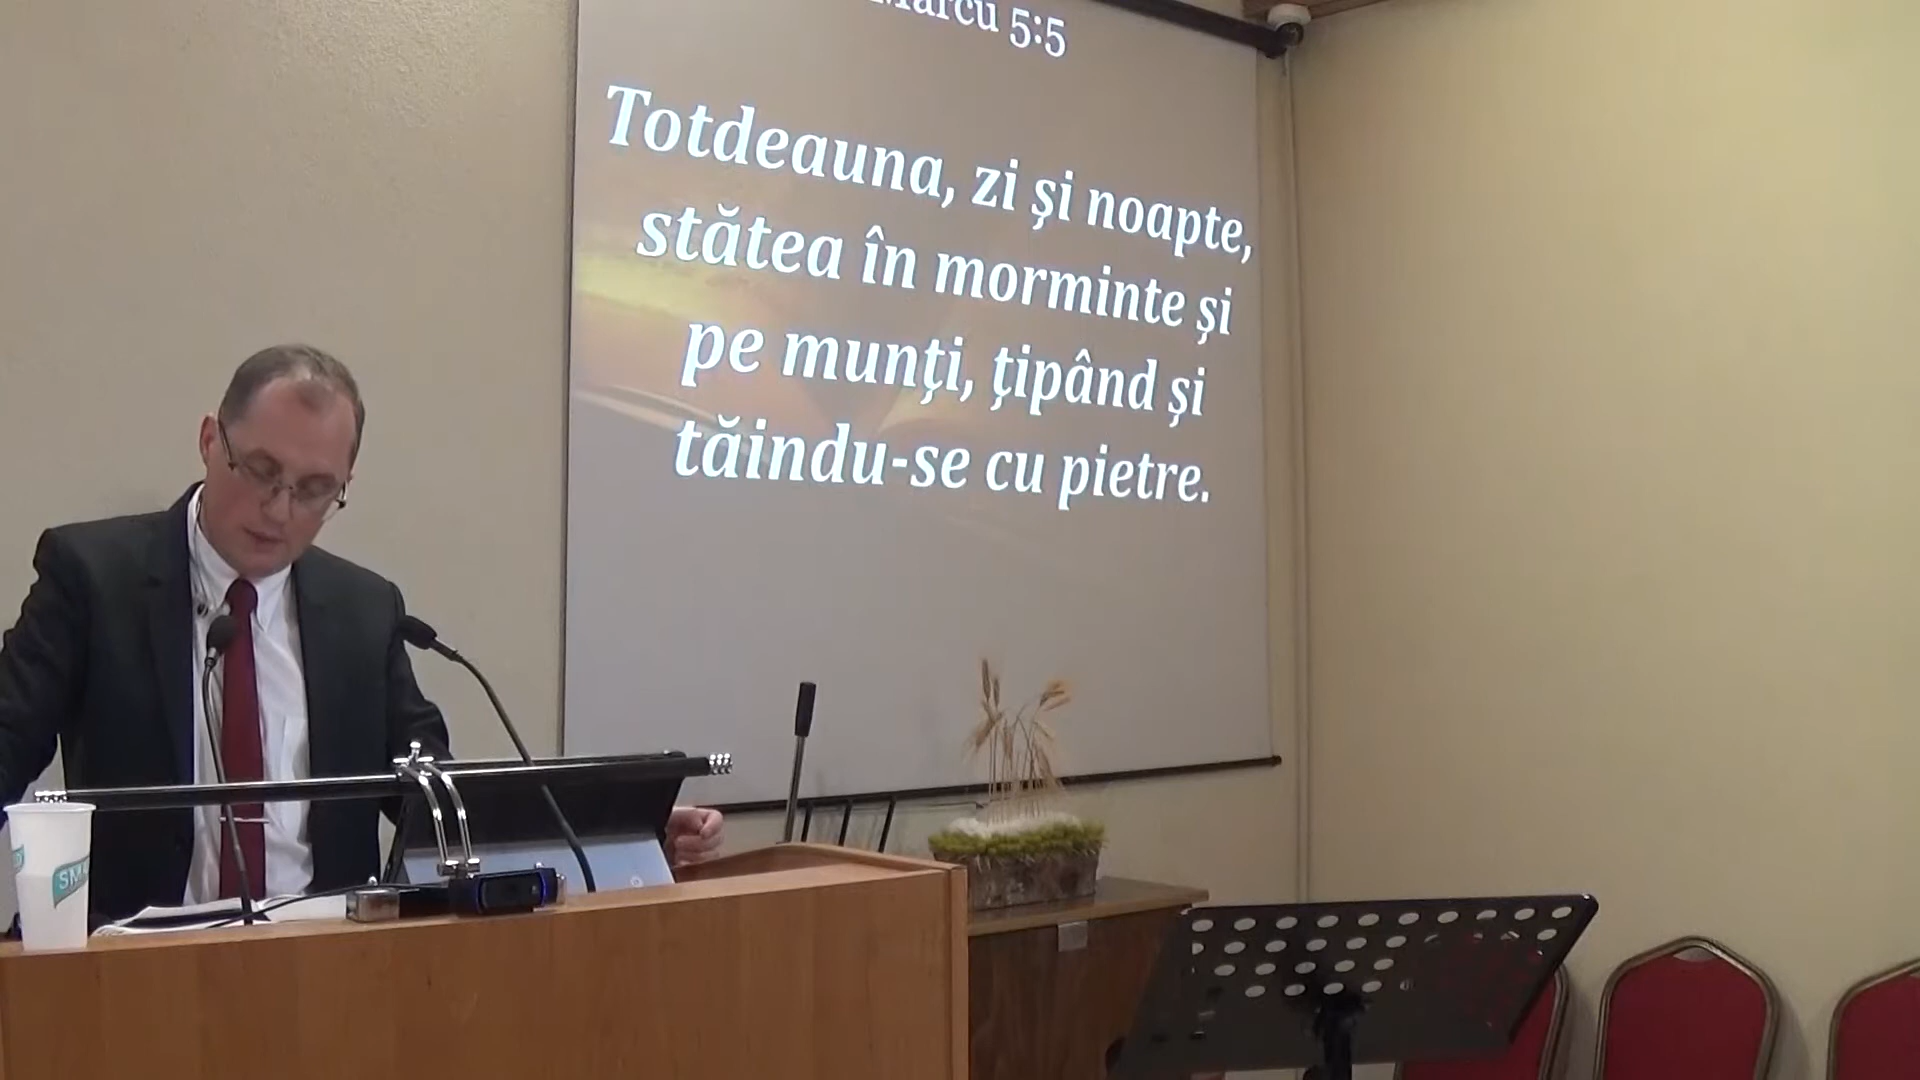 Marcu 5:5
Totdeauna, zi și noapte,
stătea în morminte și
pe munți, țipând și
tăindu-se cu pietre.